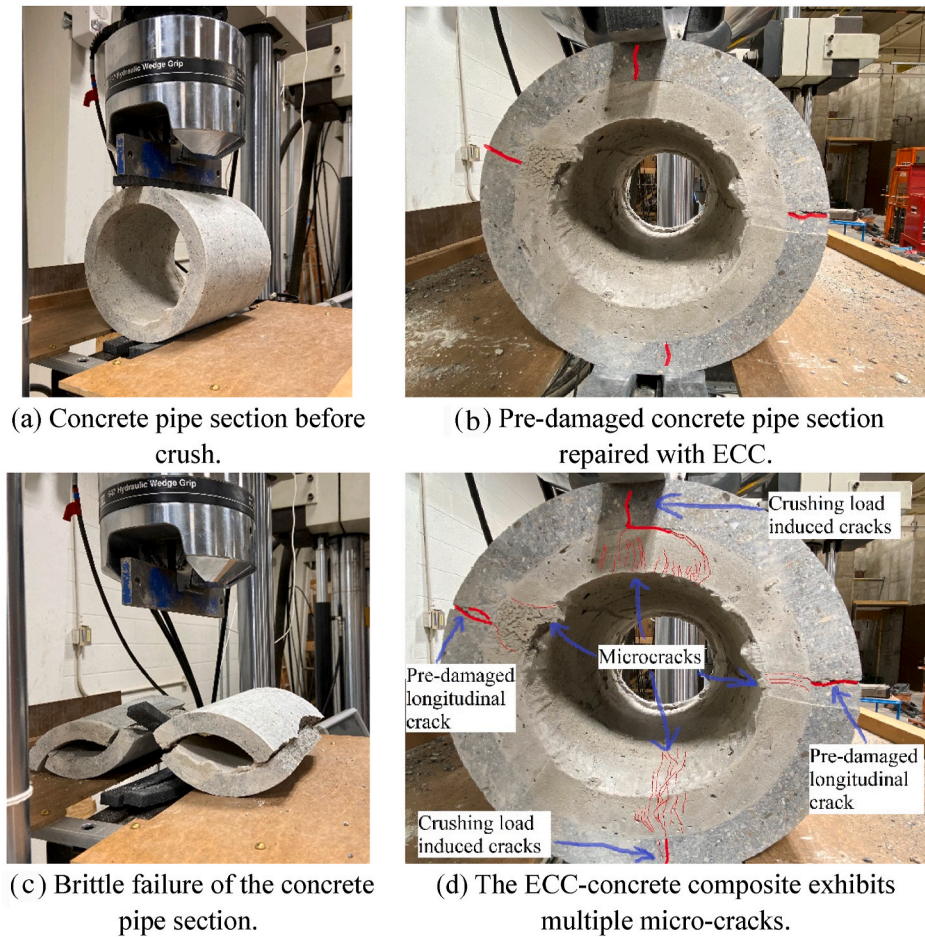 Hydraulic Wedge Grip
(a) Concrete pipe section before
crush.
(b) Pre-damaged concrete pipe section
repaired with ECC.
Hydraulic Wedge Grip
(c) Brittle failure of the concrete
pipe section.
Crushing load
induced cracks
Microcracks
Pre-damaged
longitudinal
crack
Pre-damaged
longitudinal
crack
Crushing load
induced cracks
(d) The ECC-concrete composite exhibits
multiple micro-cracks.